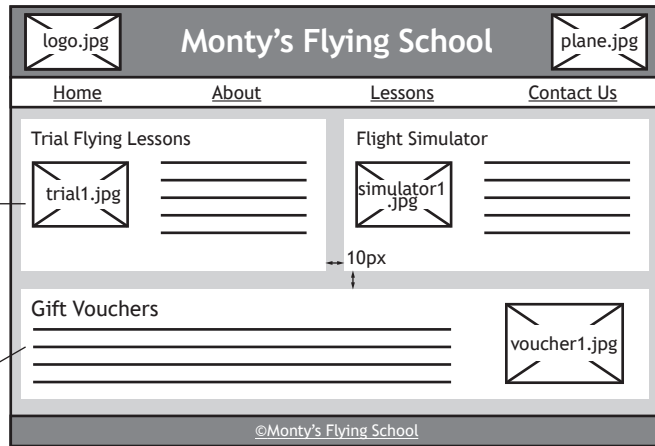 logo.jpg
Monty’s Flying School
plane.jpg
Home About Lessons Contact Us
Trial Flying Lessons
trial1.jpg
Flight Simulator
simulator1
.jpg
10px
Gift Vouchers
voucher1.jpg
©Monty’s Flying School